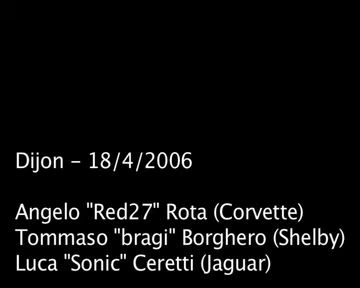 Dijon - 18/4/2006
Angelo "Red27" Rota (Corvette)
Tommaso "bragi" Borghero (Shelby)
Luca "Sonic" Ceretti (Jaguar)